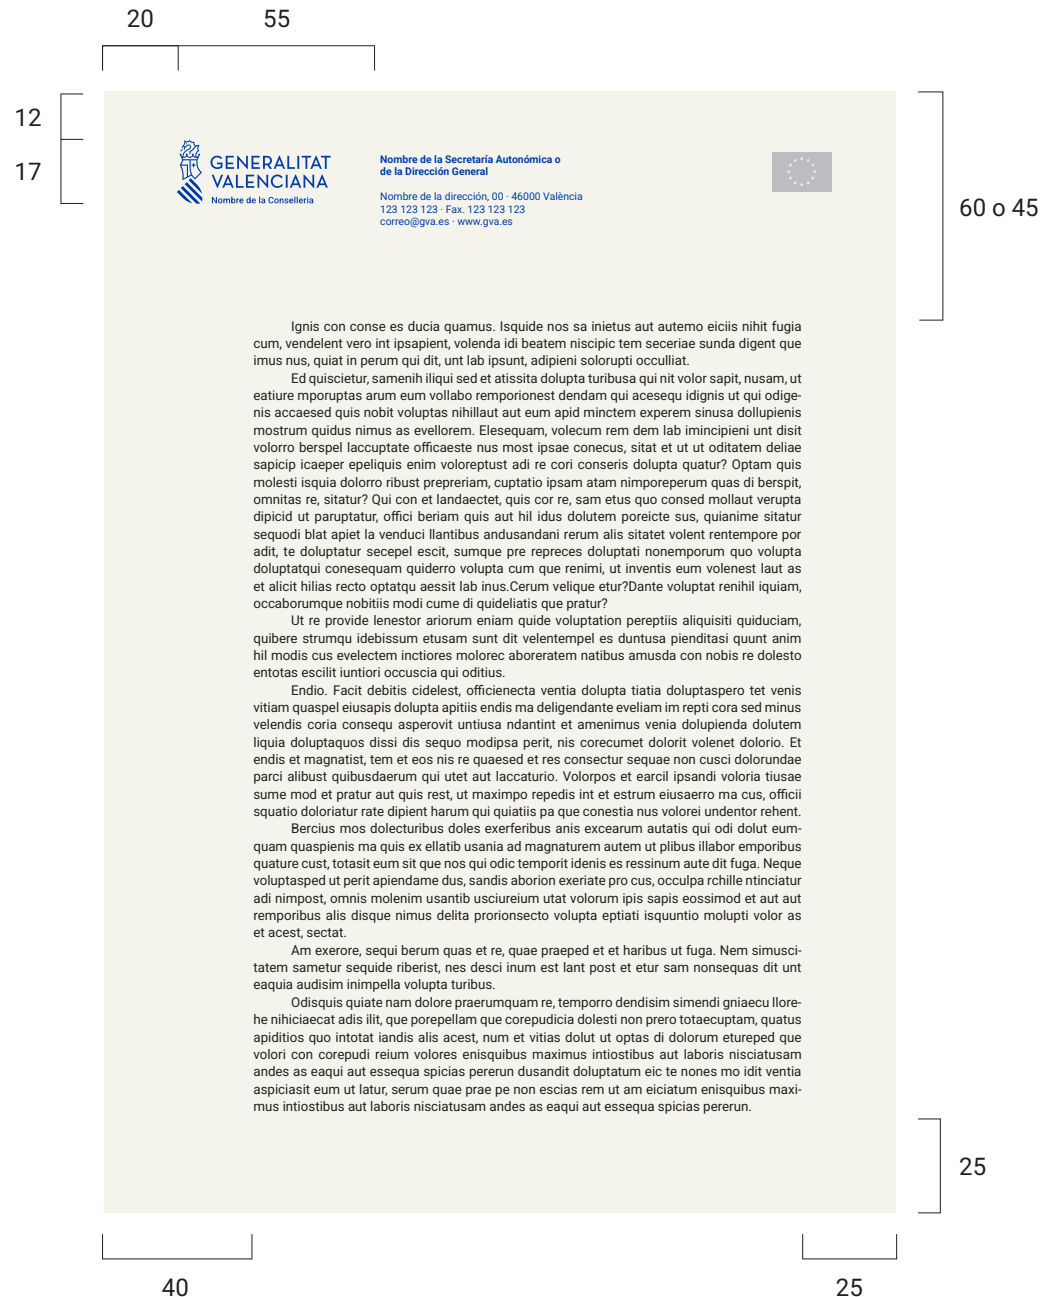 20 55
12
17
60 o 45
GENERALITAT
VALENCIANA
Nombre de la Conselleria
Nombre de la Secretaría Autonómica o
de la Dirección General
Nombre de la dirección, 00 · 46000 València
123 123 123 · Fax. 123 123 123
correo@gva.es · www.gva.es
Ignis con conse es ducia quamus. Isquide nos sa inietus aut autemo eiciis nihit fugia
cum, vendelent vero int ipsapient, volenda idi beatem niscipic tem seceriae sunda digent que
imus nus, quiat in perum qui dit, unt lab ipsunt, adipieni solorupti occulliat.
Ed quiscietur, samenih iliqui sed et atissita dolupta turibusa qui nit volor sapit, nusam, ut
eatiure mporuptas arum eum vollabo remporionest dendam qui acesequ idignis ut qui odige-
nis accaesed quis nobit voluptas nihillaut aut eum apid minctem experem sinusa dollupienis
mostrum quidus nimus as evellorem. Elesequam, volecum rem dem lab imincipieni unt disit
volorro berspel laccuptate officaeste nus most ipsae conecus, sitat et ut ut oditatem deliae
sapicip icaeper epeliquis enim voloreptust adi re cori conseris dolupta quatur? Optam quis
molesti isquia dolorro ribust prepreriam, cuptatio ipsam atam nimporeperum quas di berspit,
omnitas re, sitatur? Qui con et landaectet, quis cor re, sam etus quo consed mollaut verupta
dipicid ut paruptatur, offici beriam quis aut hil idus dolutem poreicte sus, quianime sitatur
sequodi blat apiet la venduci llantibus andusandani rerum alis sitatet volent rentempore por
adit, te doluptatur secepel escit, sumque pre repreces doluptati nonemporum quo volupta
doluptatqui conesequam quiderro volupta cum que renimi, ut inventis eum volenest laut as
et alicit hilias recto optatqu aessit lab inus.Cerum velique etur?Dante voluptat renihil iquiam,
occaborumque nobitiis modi cume di quideliatis que pratur?
Ut re provide lenestor ariorum eniam quide voluptation pereptiis aliquisiti quiduciam,
quibere strumqu idebissum etusam sunt dit velentempel es duntusa pienditasi quunt anim
hil modis cus evelectem inctiores molorec aboreratem natibus amusda con nobis re dolesto
entotas escilit iuntiori occuscia qui oditius.
Endio. Facit debitis cidelest, officienecta ventia dolupta tiatia doluptaspero tet venis
vitiam quaspel eiusapis dolupta apitiis endis ma deligendante eveliam im repti cora sed minus
velendis coria consequ asperovit untiusa ndantint et amenimus venia dolupienda dolutem
liquia doluptaquos dissi dis sequo modipsa perit, nis corecumet dolorit volenet dolorio. Et
endis et magnatist, tem et eos nis re quaesed et res consectur sequae non cusci dolorundae
parci alibust quibusdaerum qui utet aut laccaturio. Volorpos et earcil ipsandi voloria tiusae
sume mod et pratur aut quis rest, ut maximpo repedis int et estrum eiusaerro ma cus, officii
squatio doloriatur rate dipient harum qui quiatiis pa que conestia nus volorei undentor rehent.
Bercius mos dolecturibus doles exerferibus anis excearum autatis qui odi dolut eum-
quam quaspienis ma quis ex ellatib usania ad magnaturem autem ut plibus illabor emporibus
quature cust, totasit eum sit que nos qui odic temporit idenis es ressinum aute dit fuga. Neque
voluptasped ut perit apiendame dus, sandis aborion exeriate pro cus, occulpa rchille ntinciatur
adi nimpost, omnis molenim usantib usciureium utat volorum ipis sapis eossimod et aut aut
remporibus alis disque nimus delita prorionsecto volupta eptiati isquuntio molupti volor as
et acest, sectat.
Am exerore, sequi berum quas et re, quae praeped et et haribus ut fuga. Nem simusci-
tatem sametur sequide riberist, nes desci inum est lant post et etur sam nonsequas dit unt
eaquia audisim inimpella volupta turibus.
Odisquis quiate nam dolore praerumquam re, temporro dendisim simendi gniaecu llore-
he nihiciaecat adis ilit, que porepellam que corepudicia dolesti non prero totaecuptam, quatus
apiditios quo intotat iandis alis acest, num et vitias dolut ut optas di dolorum etureped que
volori con corepudi reium volores enisquibus maximus intiostibus aut laboris nisciatusam
andes as eaqui aut essequa spicias pererun dusandit doluptatum eic te nones mo idit ventia
aspiciasit eum ut latur, serum quae prae pe non escias rem ut am eiciatum enisquibus maxi-
mus intiostibus aut laboris nisciatusam andes as eaqui aut essequa spicias pererun.
25
40 25